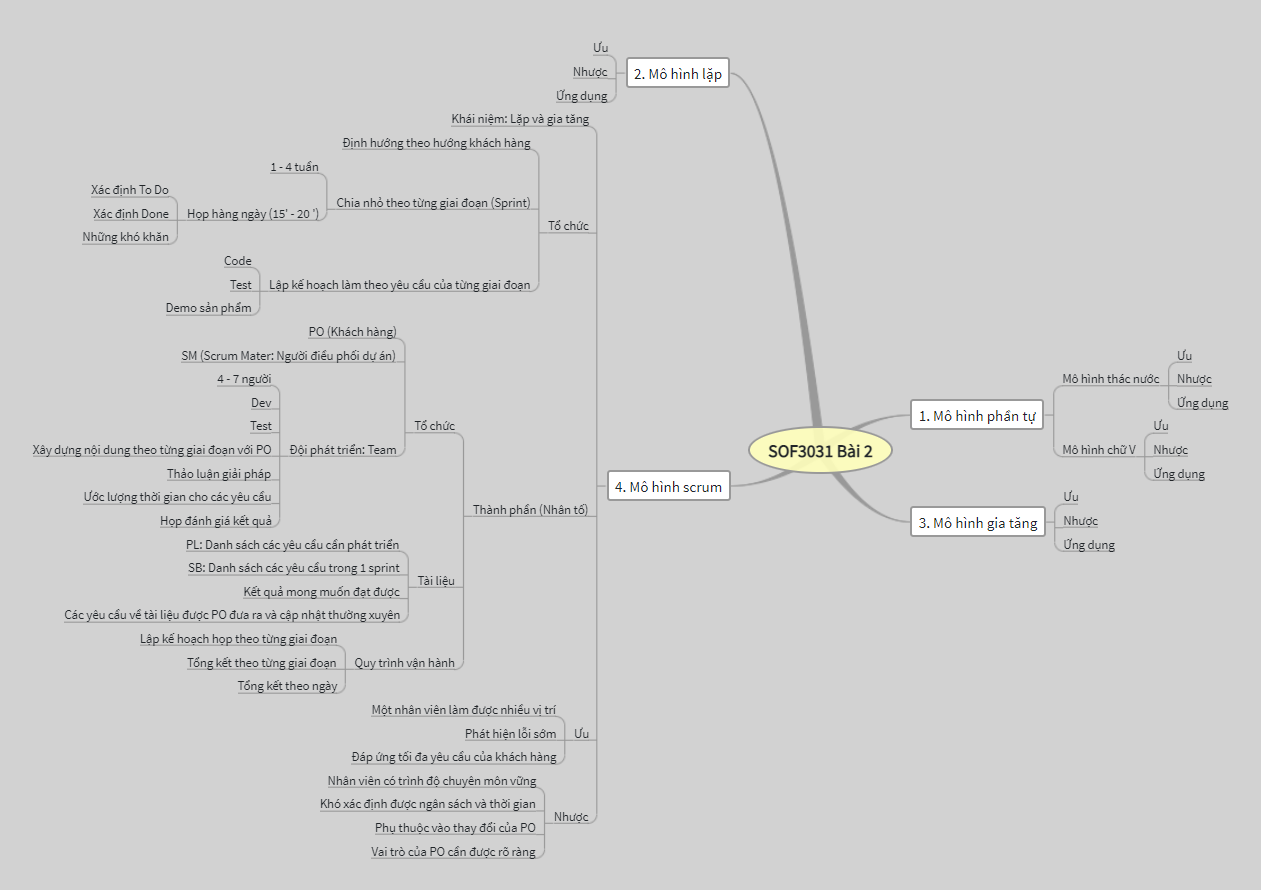 SOF3031 Bài 2
1. Mô hình phần tự
Mô hình thác nước
Ưu
Nhược
Ứng dụng
Mô hình chữ V
Ưu
Nhược
Ứng dụng
2. Mô hình lặp
Ưu
Nhược
Ứng dụng
3. Mô hình gia tăng
Ưu
Nhược
Ứng dụng
4. Mô hình scrum
Khái niệm: Lặp và gia tăng
Tổ chức
Định hướng theo hướng khách hàng
Chia nhỏ theo từng giai đoạn (Sprint)
1 - 4 tuần
Họp hàng ngày (15' - 20 ')
Xác định To Do
Xác định Done
Những khó khăn
Lập kế hoạch làm theo yêu cầu của từng giai đoạn
Code
Test
Demo sản phẩm
Thành phần (Nhân tố)
Tổ chức
PO (Khách hàng)
SM (Scrum Mater: Người điều phối dự án)
Đội phát triển: Team
4 - 7 người
Dev
Test
Xây dựng nội dung theo từng giai đoạn với PO
Thảo luận giải pháp
Ước lượng thời gian cho các yêu cầu
Họp đánh giá kết quả
Tài liệu
PL: Danh sách các yêu cầu cần phát triển
SB: Danh sách các yêu cầu trong 1 sprint
Kết quả mong muốn đạt được
Các yêu cầu về tài liệu được PO đưa ra và cập nhật thường xuyên
Quy trình vận hành
Lập kế hoạch họp theo từng giai đoạn
Tổng kết theo từng giai đoạn
Tổng kết theo ngày
Ưu
Một nhân viên làm được nhiều vị trí
Phát hiện lỗi sớm
Đáp ứng tối đa yêu cầu của khách hàng
Nhược
Nhân viên có trình độ chuyên môn vững
Khó xác định được ngân sách và thời gian
Phụ thuộc vào thay đổi của PO
Vai trò của PO cần được rõ ràng